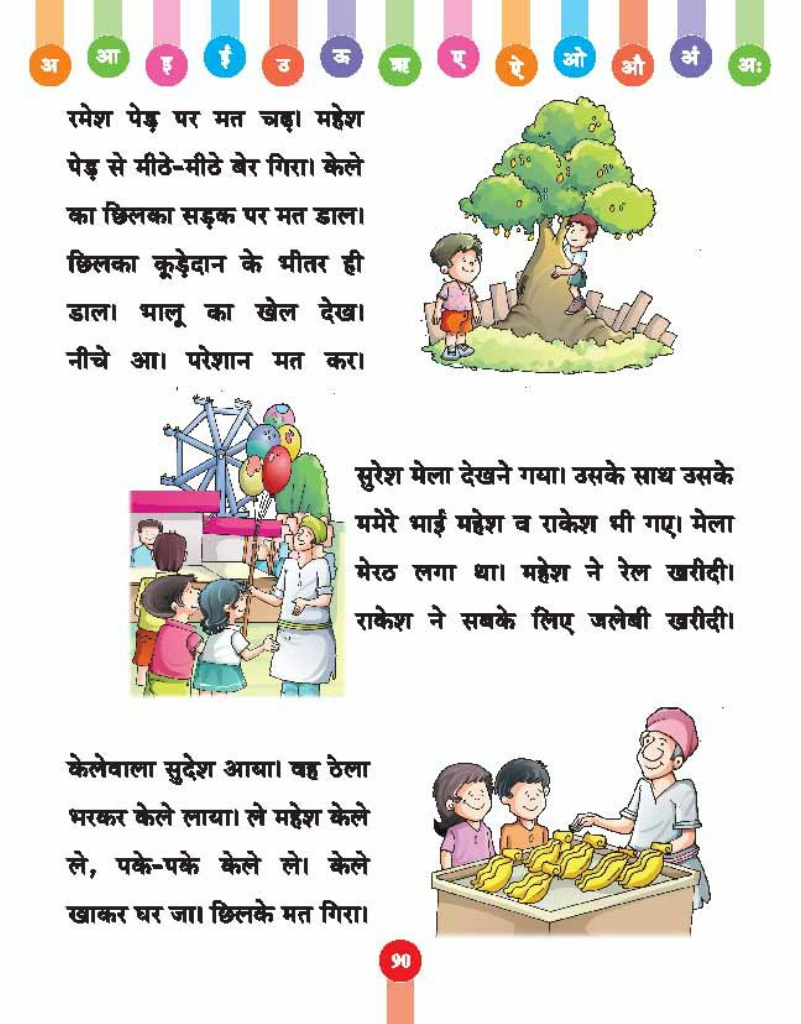 अ आ इ ई उ ऊ ऋ ए ऐ ओ औ अं अः
रमेश पेड़ पर मत चढ़। महेश
पेड़ से मीठे-मीठे बेर गिरा। केले
का छिलका सड़क पर मत डाल।
छिलका कूड़ेदान के भीतर ही
डाल। भालू का खेल देख।
नीचे आ। परेशान मत कर।
सुरेश मेला देखने गया। उसके साथ उसके
ममेरे भाई महेश व राकेश भी गए। मेला
मेरठ लगा था। महेश ने रेल खरीदी।
राकेश ने सबके लिए जलेबी खरीदी।
केलेवाला सुदेश आया। वह ठेला
भरकर केले लाया। ले महेश केले
ले, पके-पके केले ले। केले
खाकर घर जा। छिलके मत गिरा।
90